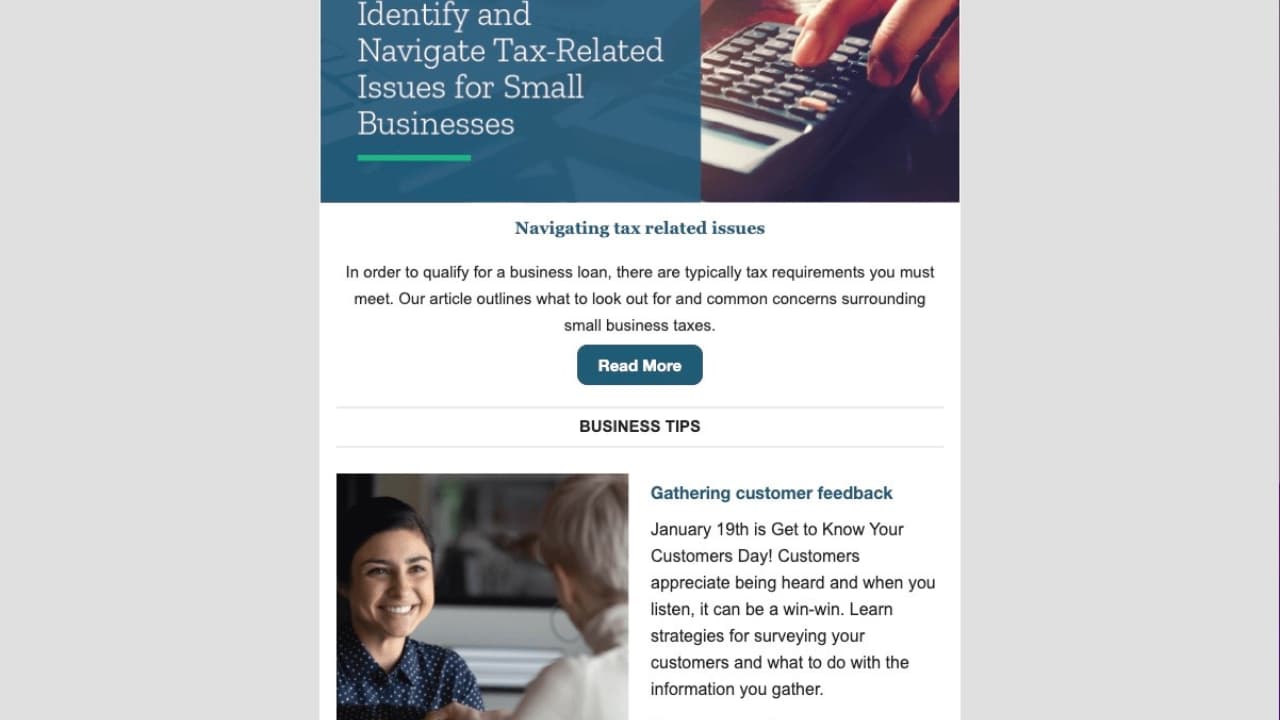 Identify and
Navigate Tax-Related
Issues for Small
Businesses
Navigating tax related issues
In order to qualify for a business loan, there are typically tax requirements you must
meet. Our article outlines what to look out for and common concerns surrounding
small business taxes.
Read More
BUSINESS TIPS
Gathering customer feedback
January 19th is Get to Know Your
Customers Day! Customers
appreciate being heard and when you
listen, it can be a win-win. Learn
strategies for surveying your
customers and what to do with the
information you gather.